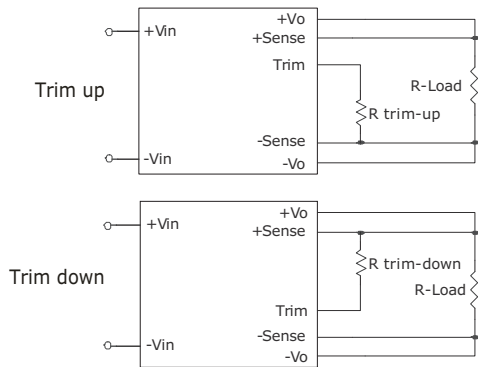 +Vo
+Vin
+Sense
Trim
R-Load
Trim up
R trim-up
-Sense
-Vin
-Vo
+Vo
+Vin
+Sense
R trim-down
Trim down
R-Load
Trim
-Sense
-Vin
-Vo